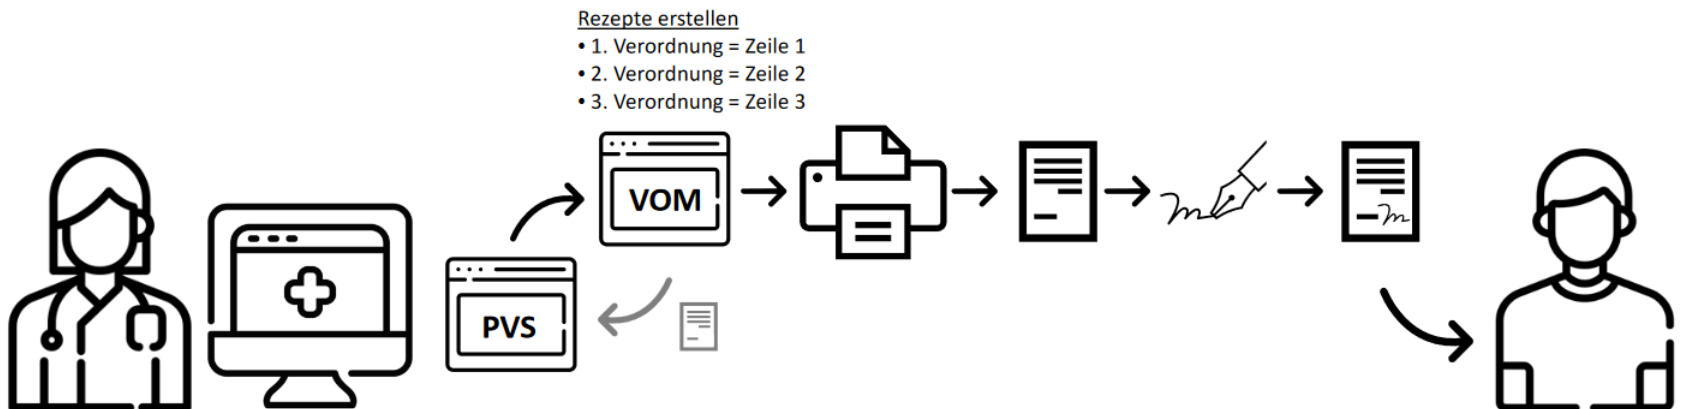 Rezepte erstellen
• 1. Verordnung = Zeile 1
• 2. Verordnung = Zeile 2
• 3. Verordnung = Zeile 3
VOM
PVS